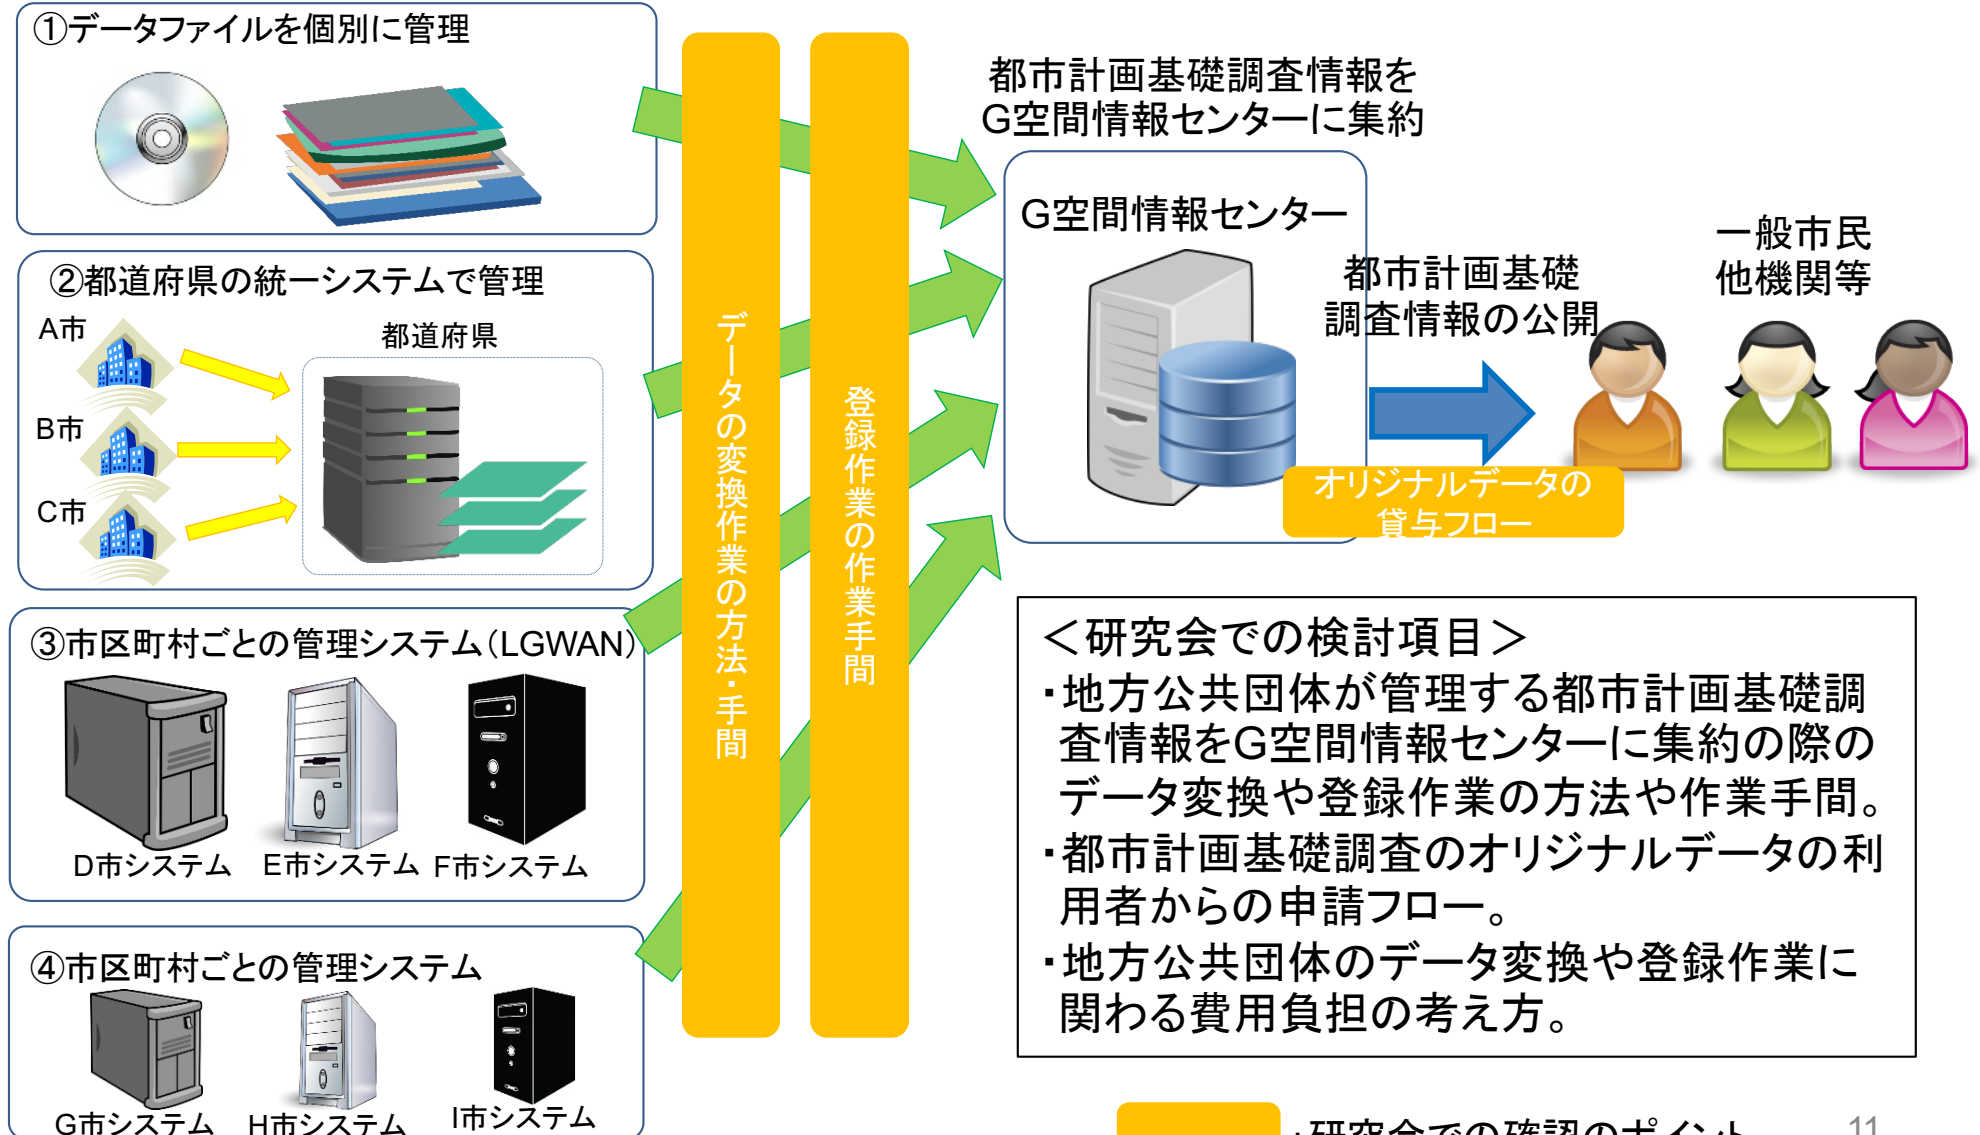 ①データファイルを個別に管理
②都道府県の統一システムで管理
A市
B市
C市
都道府県
③市区町村ごとの管理システム（LGWAN）
D市システム
E市システム
F市システム
④市区町村ごとの管理システム
G市システム
H市システム
I市システム
データの変換作業の方法・手間
登録作業の作業手間
都市計画基礎調査情報を
G空間情報センターに集約
G空間情報センター
都市計画基礎
調査情報の公開
一般市民
他機関等
オリジナルデータの
貸与フロー
＜研究会での検討項目＞
・地方公共団体が管理する都市計画基礎調
査情報をG空間情報センターに集約の際の
データ変換や登録作業の方法や作業手間。
・都市計画基礎調査のオリジナルデータの利
用者からの申請フロー。
・地方公共団体のデータ変換や登録作業に
関わる費用負担の考え方。
：研究会での確認のポイント
11